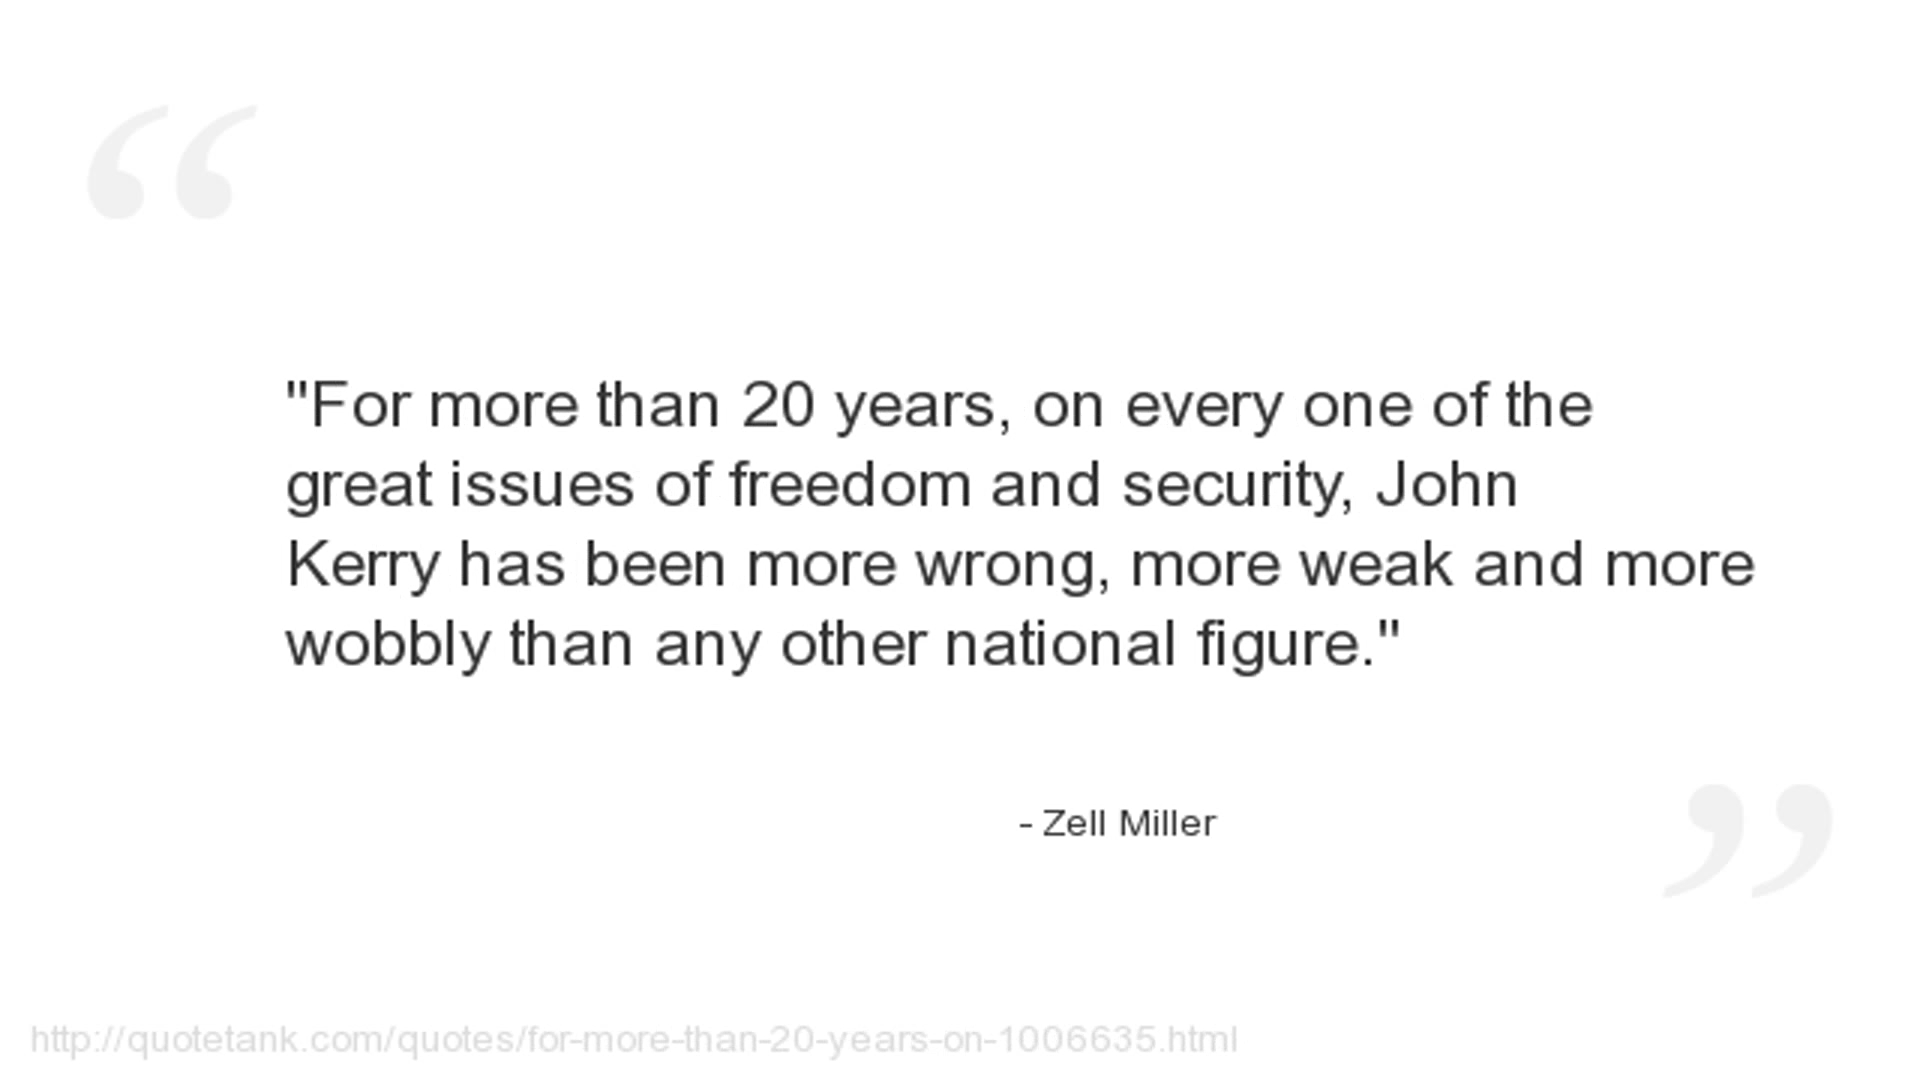 "For more than 20 years, on every one of the
great issues of freedom and security, John
Kerry has been more wrong, more weak and more
wobbly than any other national figure."
- Zell Miller
http://quotetank.com/quotes/for-more-than-20-years-on-1006635.html